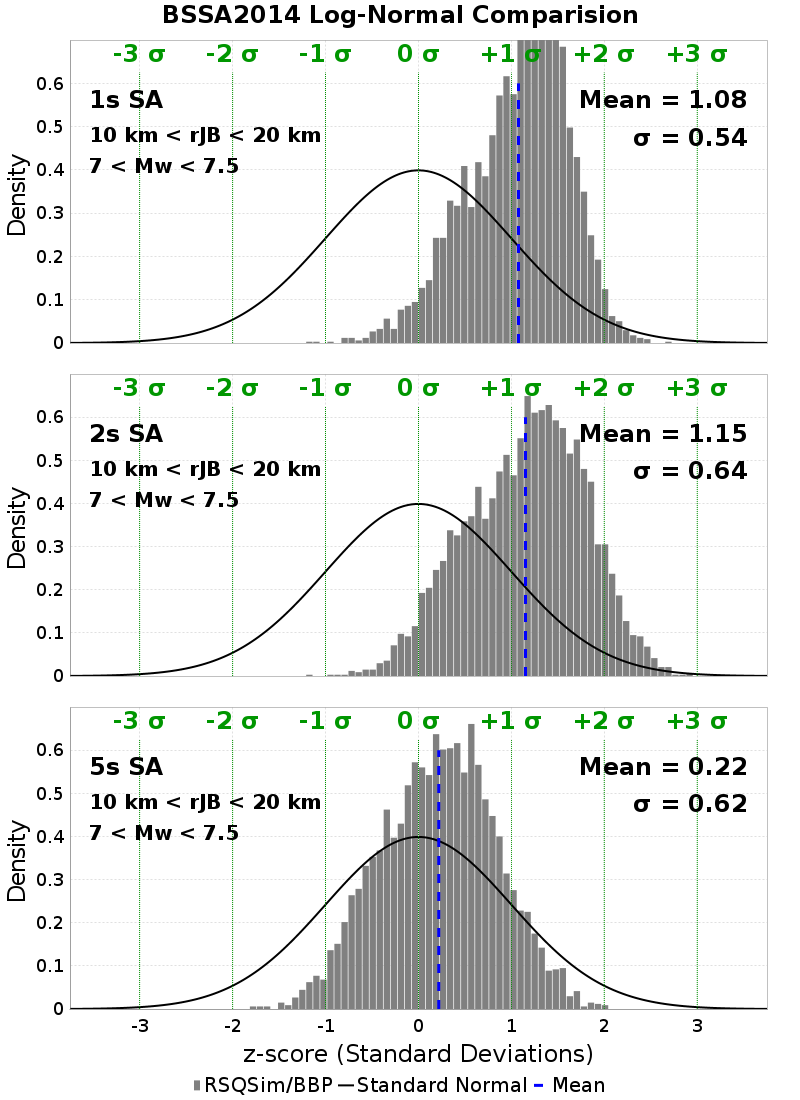 BSSA2014 Log-Normal Comparision
-3 σ -2 σ -1 σ 0 σ +1 σ +2 σ +3 σ
1s SA Mean = 1.08
10 km < rJB < 20 km σ = 0.54
7 < Mw < 7.5
Density
0.6
0.5
0.4
0.3
0.2
0.1
0
-3 σ -2 σ -1 σ 0 σ +1 σ +2 σ +3 σ
2s SA Mean = 1.15
10 km < rJB < 20 km σ = 0.64
7 < Mw < 7.5
Density
0.6
0.5
0.4
0.3
0.2
0.1
0
-3 σ -2 σ -1 σ 0 σ +1 σ +2 σ +3 σ
5s SA Mean = 0.22
10 km < rJB < 20 km σ = 0.62
7 < Mw < 7.5
Density
0.6
0.5
0.4
0.3
0.2
0.1
0
-3 -2 -1 0 1 2 3
z-score (Standard Deviations)
RSQSim/BBP Standard Normal Mean